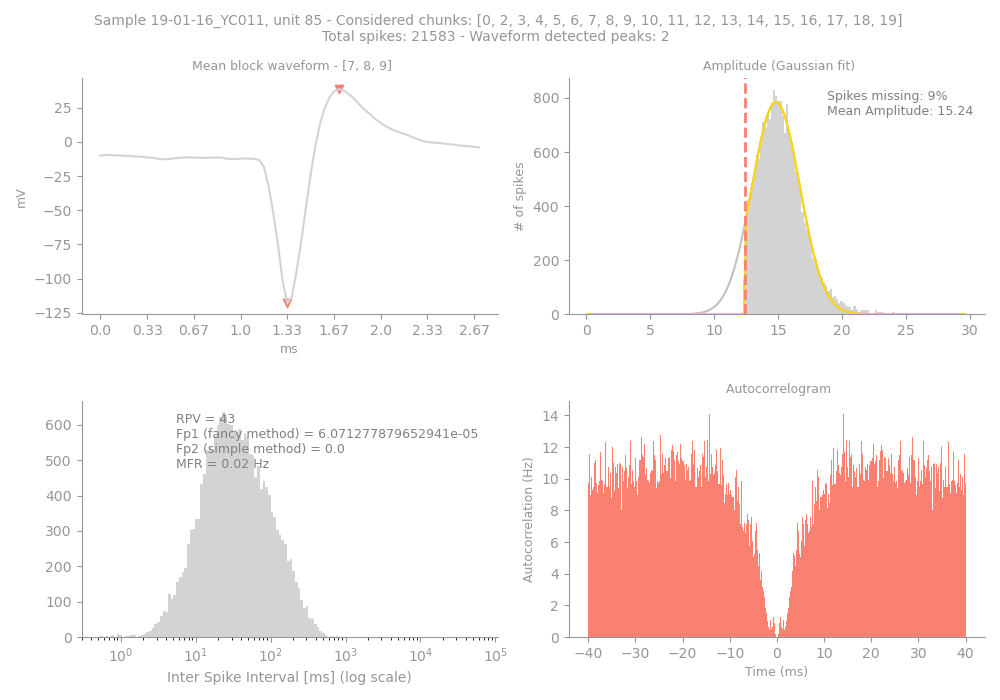 Sample 19-01-16_YC011, unit 85 - Considered chunks: [0, 2, 3, 4, 5, 6, 7, 8, 9, 10, 11, 12, 13, 14, 15, 16, 17, 18, 19]
Total spikes: 21583 - Waveform detected peaks: 2
Mean block waveform - [7, 8, 9]
mV
25
0
−25
−50
−75
−100
−125
0.0 0.33 0.67 1.0 1.33 1.67 2.0 2.33 2.67
ms
Amplitude (Gaussian fit)
Spikes missing: 9%
Mean Amplitude: 15.24
# of spikes
800
600
400
200
0
0 5 10 15 20 25 30
RPV = 43
Fp1 (fancy method) = 6.071277879652941e-05
Fp2 (simple method) = 0.0
MFR = 0.02 Hz
600
500
400
300
200
100
0
10⁰ 10¹ 10² 10³ 10⁴ 10⁵
Inter Spike Interval [ms] (log scale)
Autocorrelogram
Autocorrelation (Hz)
14
12
10
8
6
4
2
0
−40 −30 −20 −10 0 10 20 30 40
Time (ms)